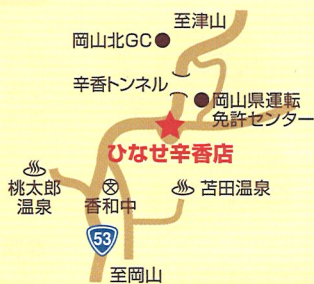 至津山
岡山北GC
辛香トンネル
岡山県運転
免許センター
ひなせ辛香店
桃太郎
温泉
香和中
苫田温泉
53
至岡山